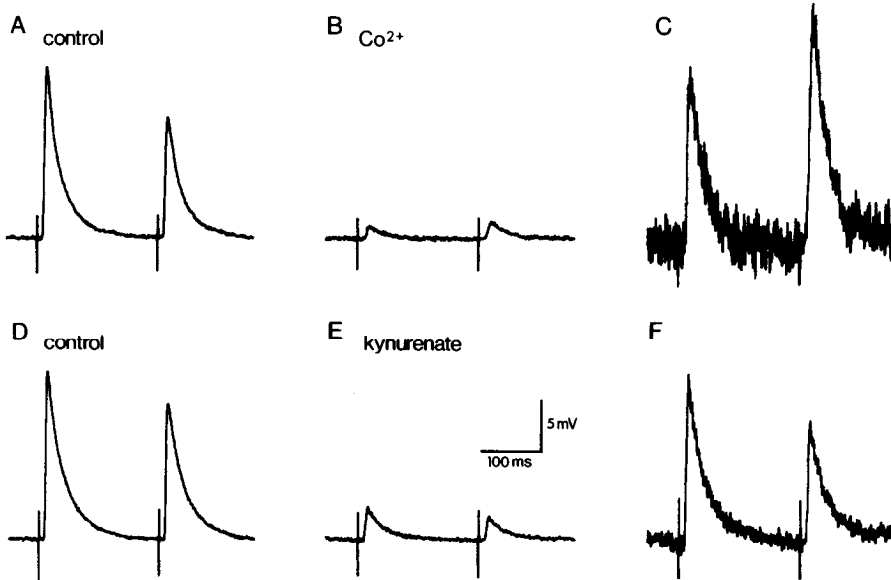 A control
B Co²⁺
C
D control
E kynurenate
F
5 mV
100 ms